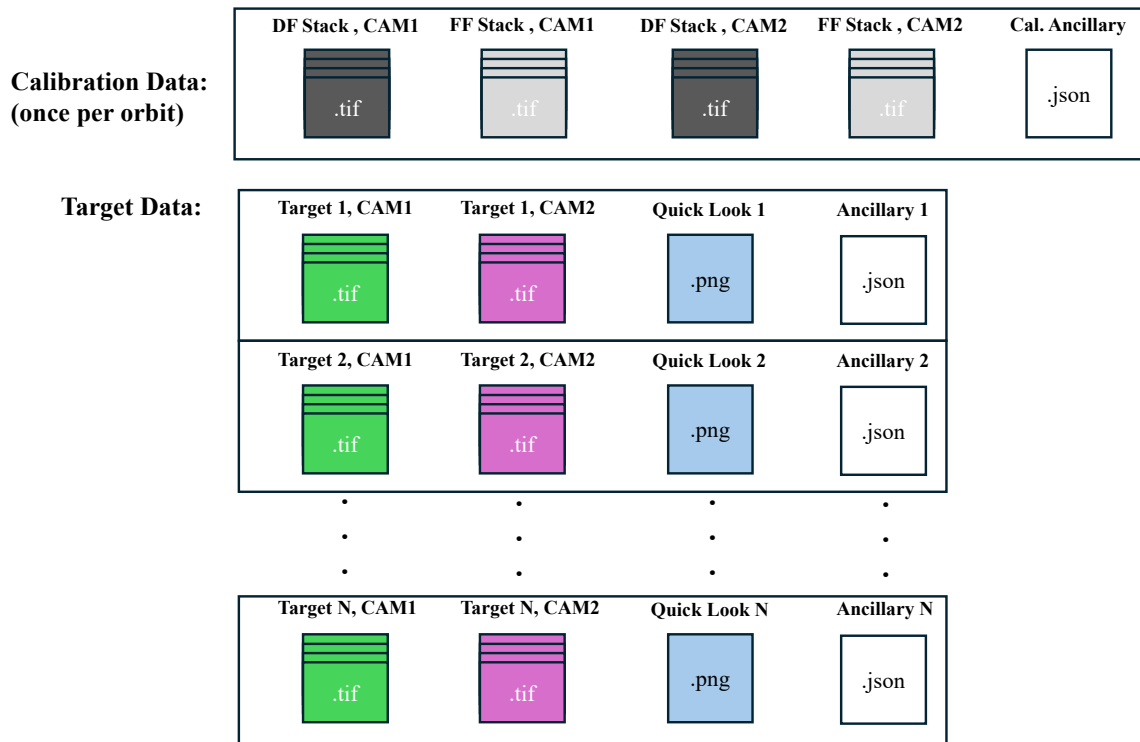 DF Stack , CAM1 FF Stack , CAM1 DF Stack , CAM2 FF Stack , CAM2 Cal. Ancillary
Calibration Data:
(once per orbit)
.tif .tif .tif .tif .json
Target Data:
Target 1, CAM1 Target 1, CAM2 Quick Look 1 Ancillary 1
.tif .tif .png .json
Target 2, CAM1 Target 2, CAM2 Quick Look 2 Ancillary 2
.tif .tif .png .json
Target N, CAM1 Target N, CAM2 Quick Look N Ancillary N
.tif .tif .png .json